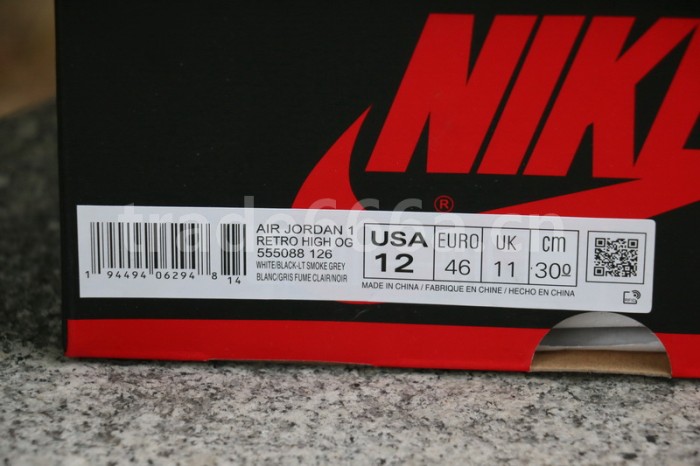 NIKE
®
AIR JORDAN 1
RETRO HIGH OG
555088 126
WHITE/BLACK-LT SMOKE GREY
BLANC/GRIS FUME CLAIR/NOIR
1 94494 06294 8 14
USA 12
EURO 46
UK 11
cm 30
MADE IN CHINA / FABRIQUE EN CHINE / HECHO EN CHINA